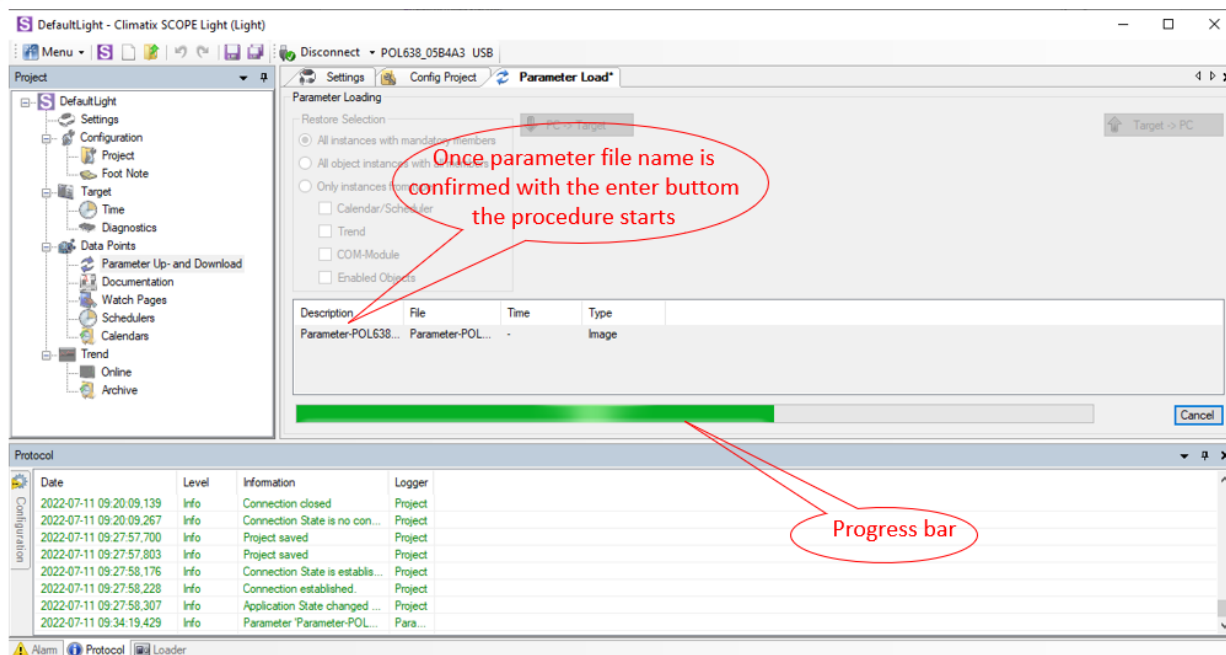 DefaultLight - Climatix SCOPE Light (Light)
Menu
Disconnect POL638_05B4A3 USB
Project
Settings Config Project Parameter Load*
DefaultLight
Settings
Configuration
Project
Foot Note
Target
Time
Diagnostics
Data Points
Parameter Up- and Download
Documentation
Watch Pages
Schedulers
Calendars
Trend
Online
Archive
Parameter Loading
Restore Selection
PC -> Target
Target -> PC
All instances with mandatory members
All object instances with all members
Only instances from
Calendar/Scheduler
Trend
COM-Module
Enabled Objects
Once parameter file name is
confirmed with the enter buttom
the procedure starts
Description File Time Type
Parameter-POL638... Parameter-POL... - Image
Cancel
Progress bar
Protocol
Configuration
Date Level Information Logger
2022-07-11 09:20:09,139 Info Connection closed Project
2022-07-11 09:20:09,267 Info Connection State is no con... Project
2022-07-11 09:27:57,700 Info Project saved Project
2022-07-11 09:27:57,803 Info Project saved Project
2022-07-11 09:27:58,176 Info Connection State is establis... Project
2022-07-11 09:27:58,228 Info Connection established. Project
2022-07-11 09:27:58,307 Info Application State changed ... Project
2022-07-11 09:34:19,429 Info Parameter 'Parameter-POL... Para...
Alarm Protocol Loader